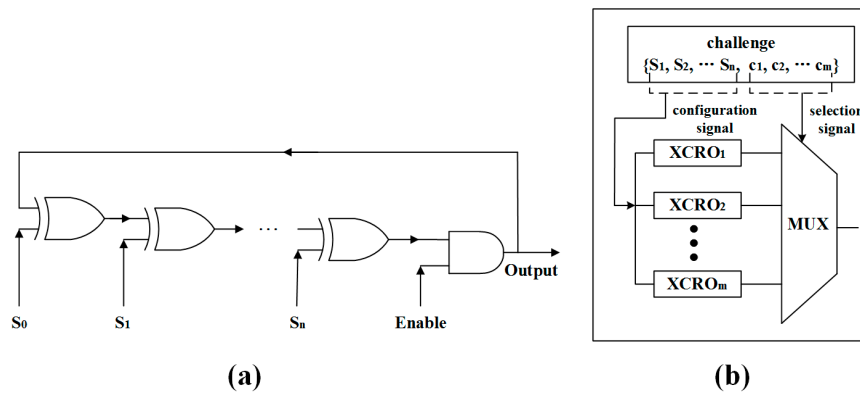 S0
S1
...
Sn
Enable
Output
(a)
challenge
{S1, S2, ··· Sn, c1, c2, ··· cm}
configuration
signal
selection
signal
XCRO1
XCRO2
XCROm
MUX
(b)